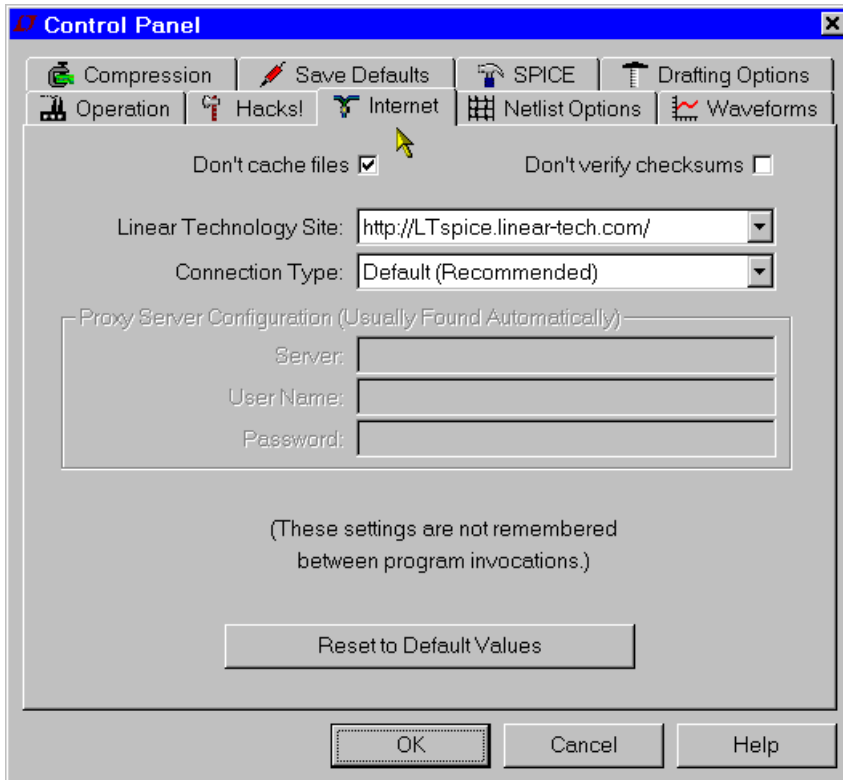 Control Panel
Compression Save Defaults SPICE Drafting Options
Operation Hacks! Internet Netlist Options Waveforms
Don't cache files Don't verify checksums
Linear Technology Site: http://LTspice.linear-tech.com/
Connection Type: Default (Recommended)
Proxy Server Configuration (Usually Found Automatically)
Server:
User Name:
Password:
(These settings are not remembered
between program invocations.)
Reset to Default Values
OK Cancel Help